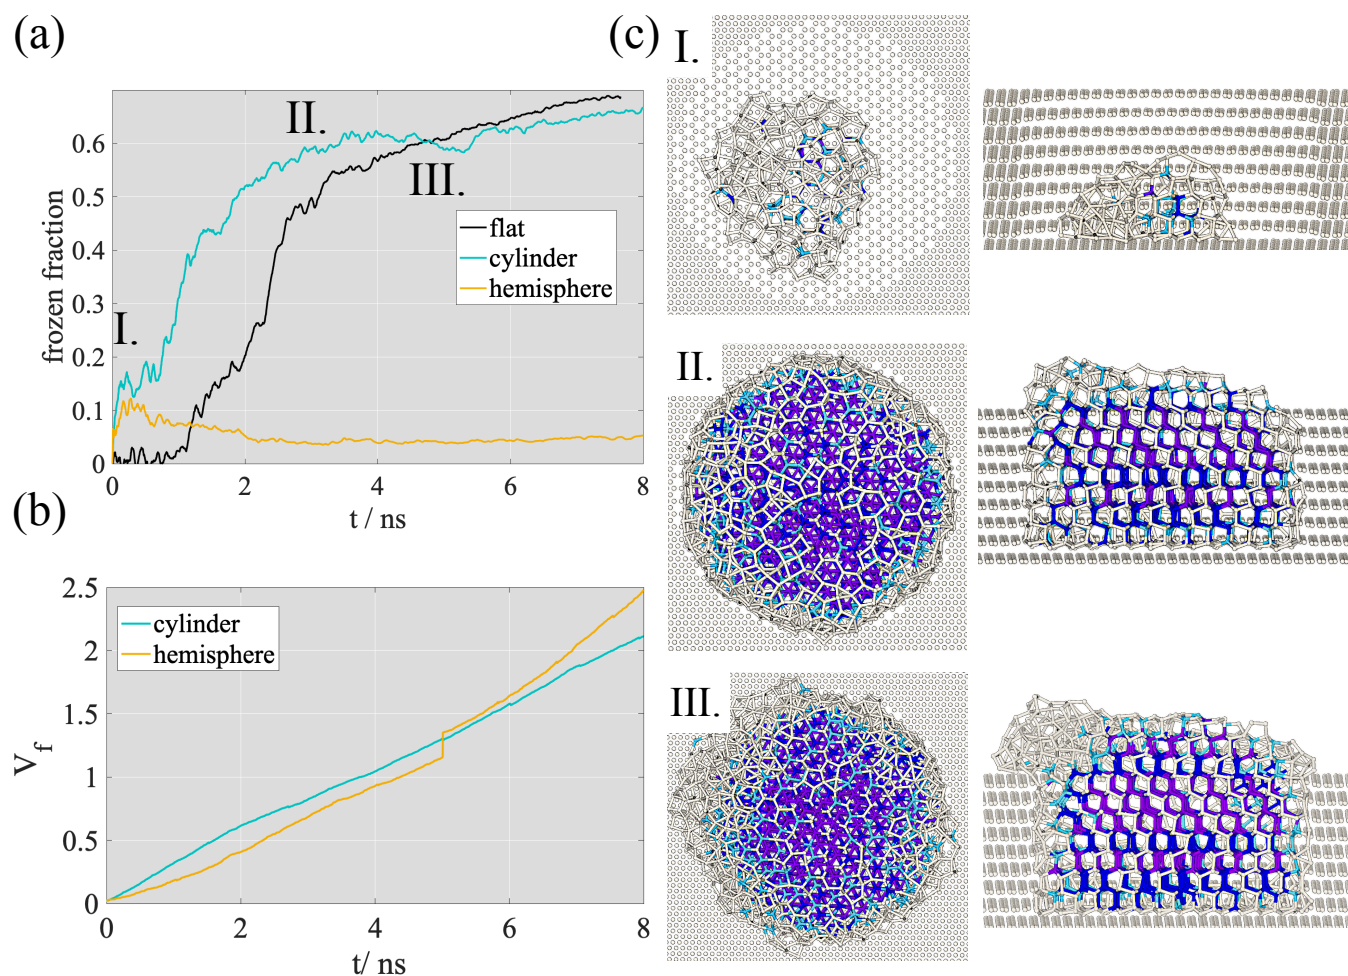 (a)
frozen fraction
0.6
0.5
0.4
0.3
0.2
0.1
0
I.
II.
III.
flat
cylinder
hemisphere
0
2
4
6
8
t / ns
(b)
V_f
2.5
2
1.5
1
0.5
0
cylinder
hemisphere
0
2
4
6
8
t/ ns
(c)
I.
II.
III.